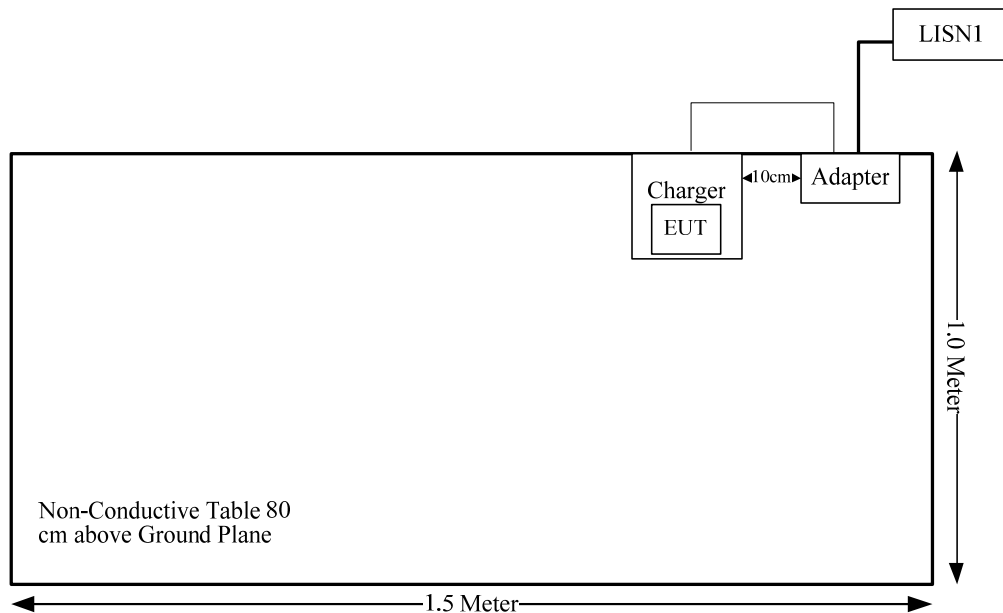 LISN1
Charger
10cm
Adapter
EUT
1.0 Meter
Non-Conductive Table 80
cm above Ground Plane
1.5 Meter